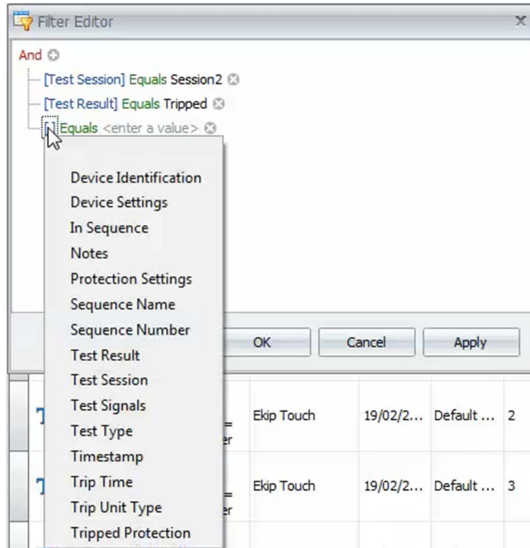 Filter Editor
And
[Test Session] Equals Session2
[Test Result] Equals Tripped
[] Equals <enter a value>
Device Identification
Device Settings
In Sequence
Notes
Protection Settings
Sequence Name
Sequence Number
Test Result
Test Session
Test Signals
Test Type
Timestamp
Trip Time
Trip Unit Type
Tripped Protection
OK Cancel Apply
= Ekip Touch 19/02/2... Default ... 2
er
= Ekip Touch 19/02/2... Default ... 3
er